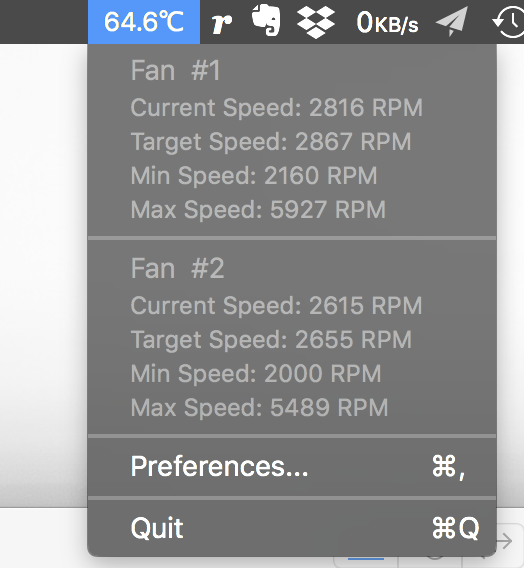 64.6℃ r 0KB/s
Fan #1
Current Speed: 2816 RPM
Target Speed: 2867 RPM
Min Speed: 2160 RPM
Max Speed: 5927 RPM
Fan #2
Current Speed: 2615 RPM
Target Speed: 2655 RPM
Min Speed: 2000 RPM
Max Speed: 5489 RPM
Preferences... ⌘,
Quit ⌘Q